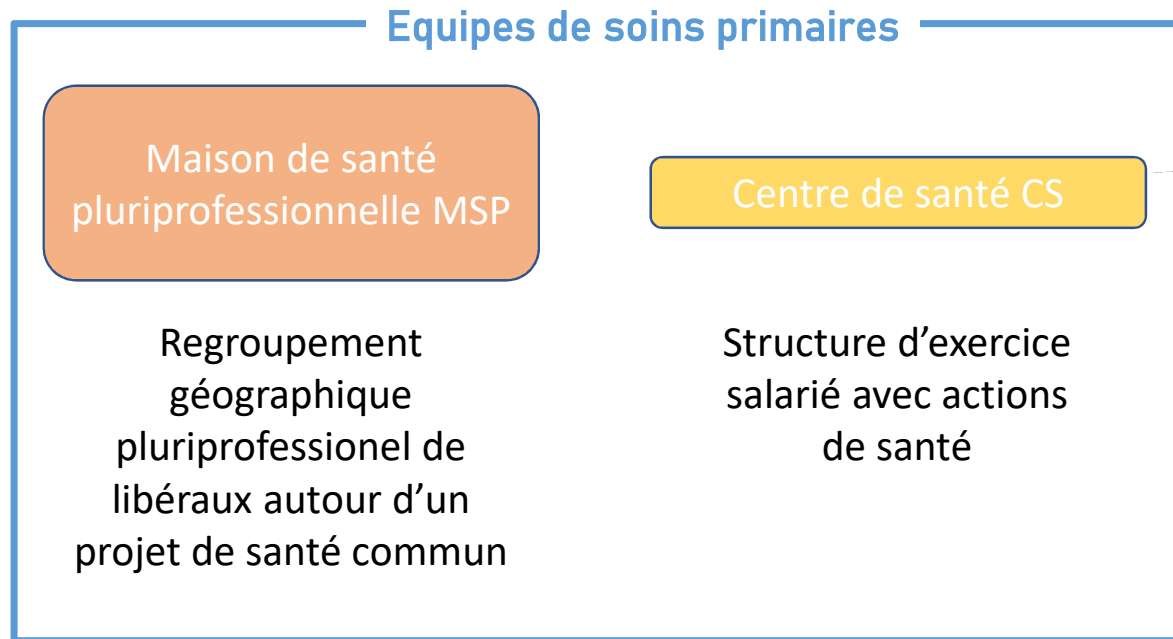 Equipes de soins primaires
Maison de santé
pluriprofessionnelle MSP
Regroupement
géographique
pluriprofessionel de
libéraux autour d’un
projet de santé commun
Centre de santé CS
Structure d’exercice
salarié avec actions
de santé